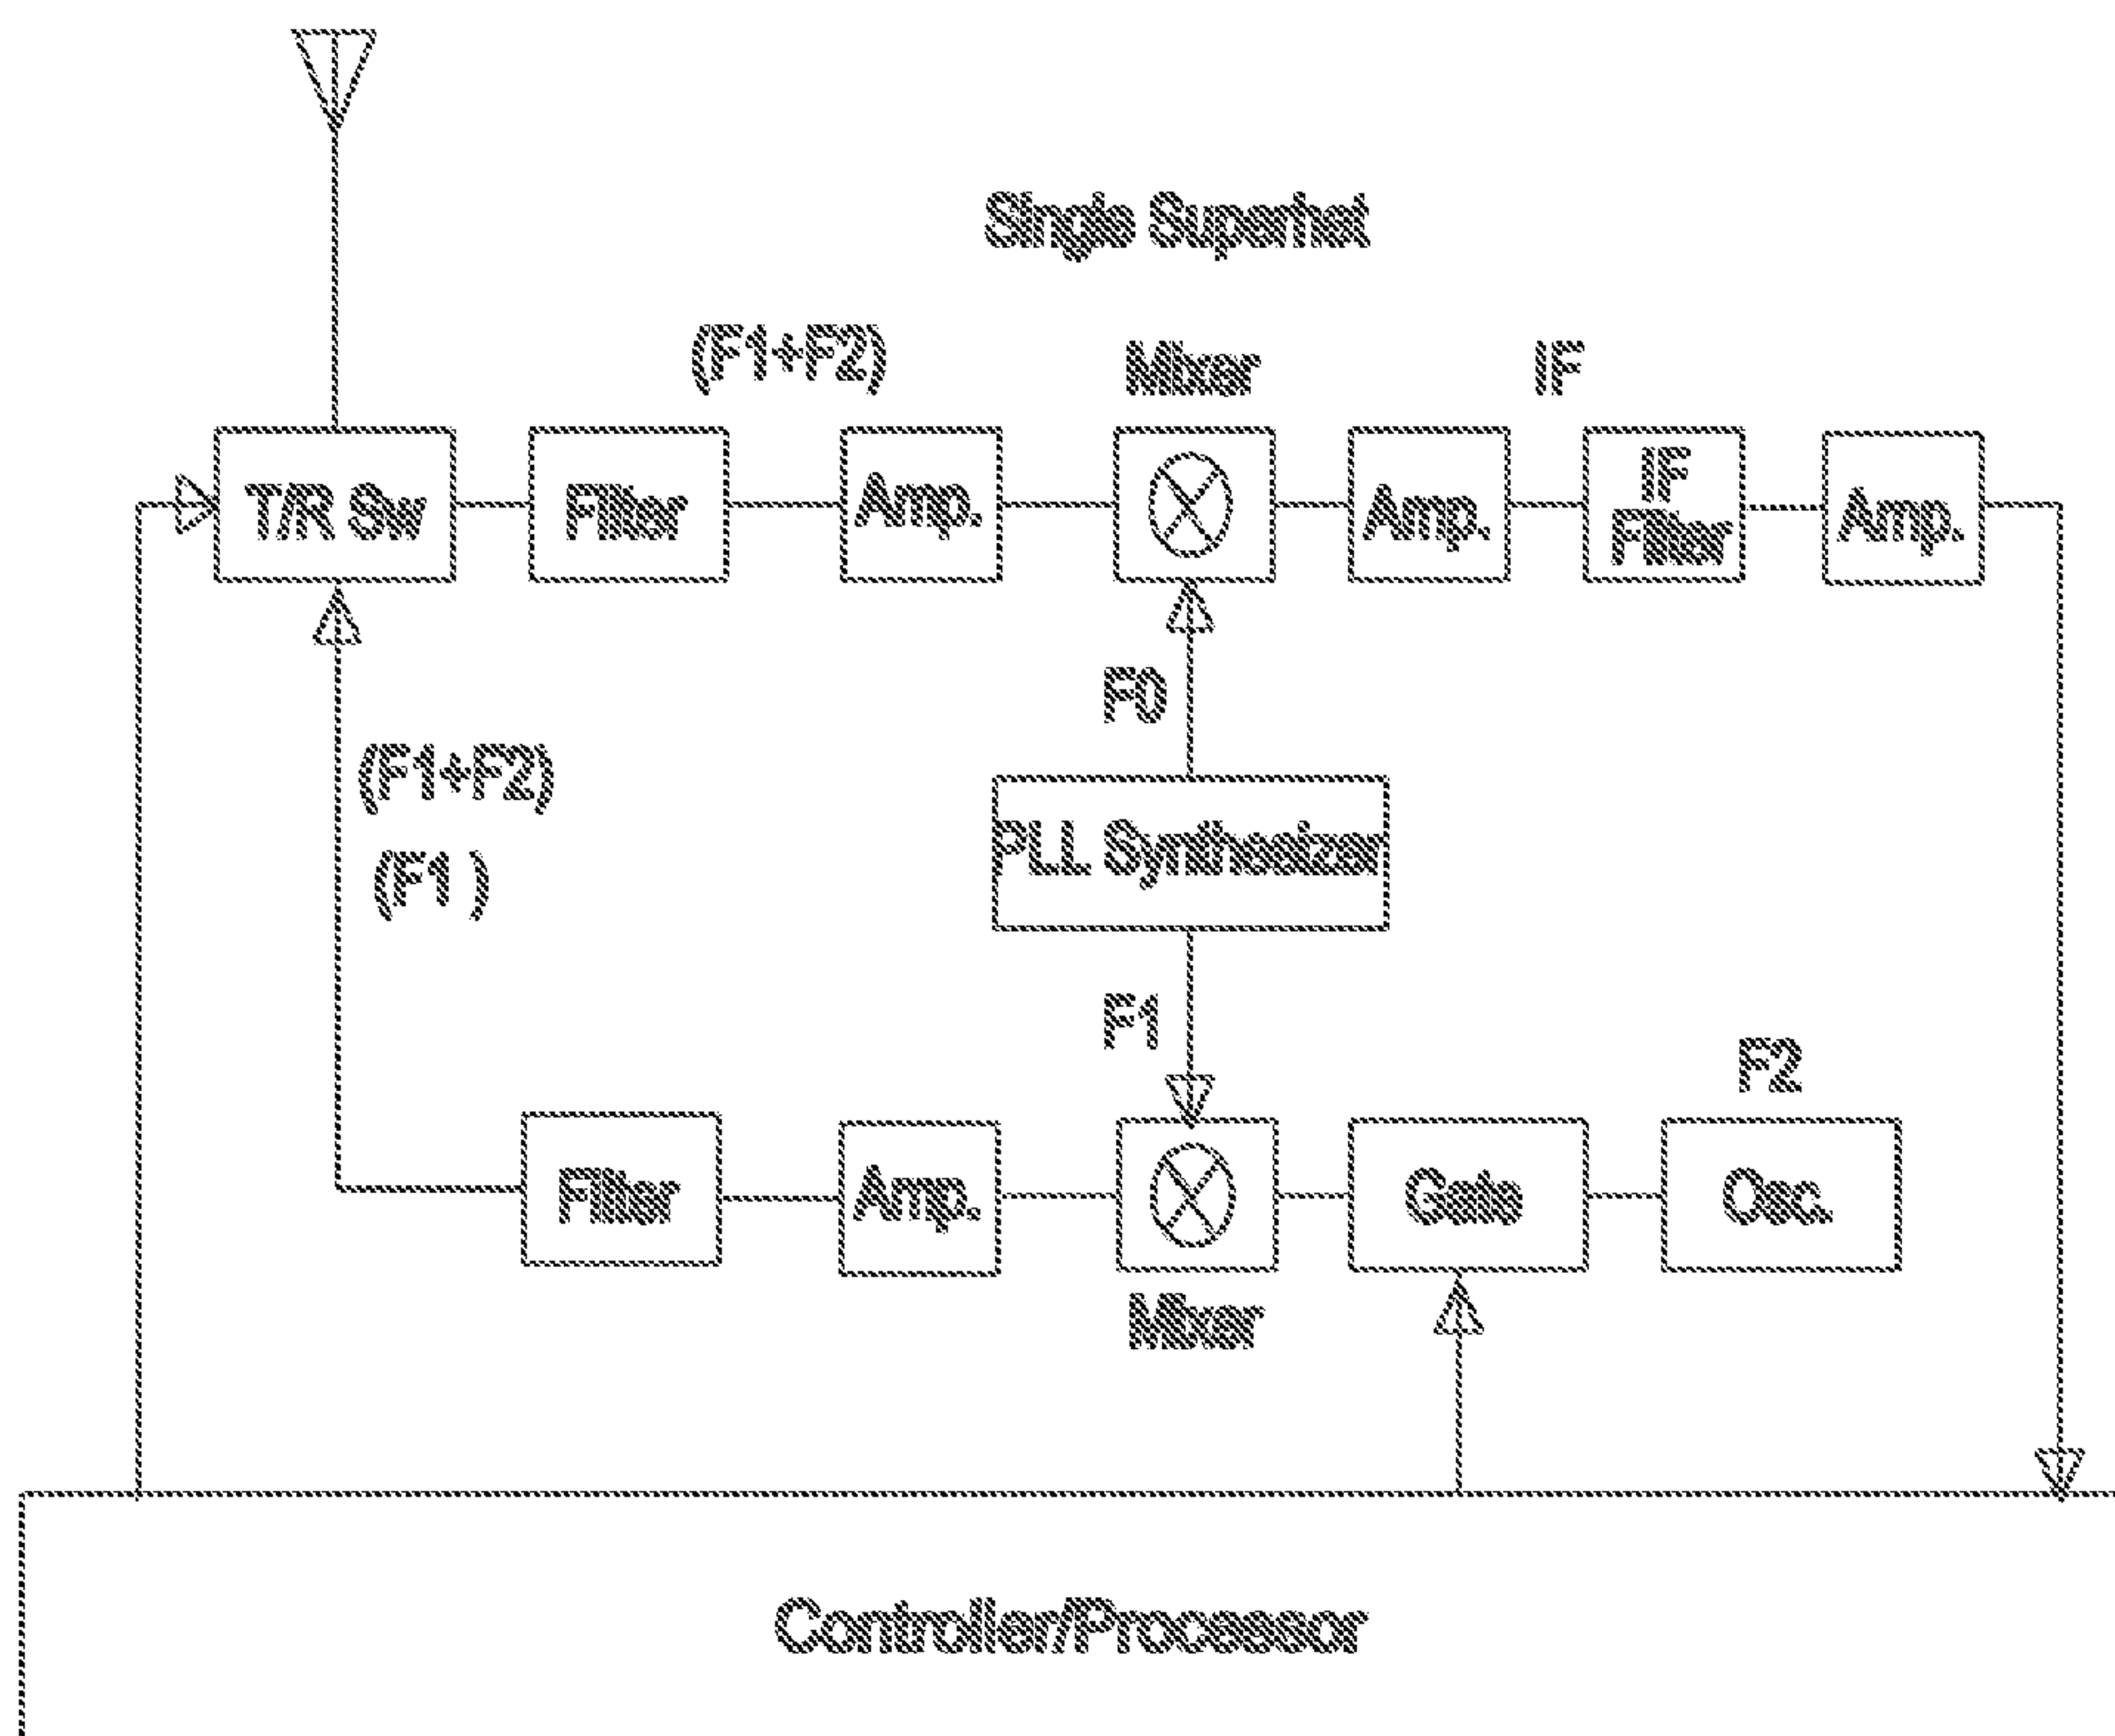 Single Superhet
(F1+F2)
Mixer
IF
T/R Sw
Filter
Amp.
Amp.
IF
Filter
Amp.
F0
(F1+F2)
(F1 )
PLL Synthesizer
F1
F2
Filter
Amp.
Gate
Osc.
Mixer
Controller/Processor